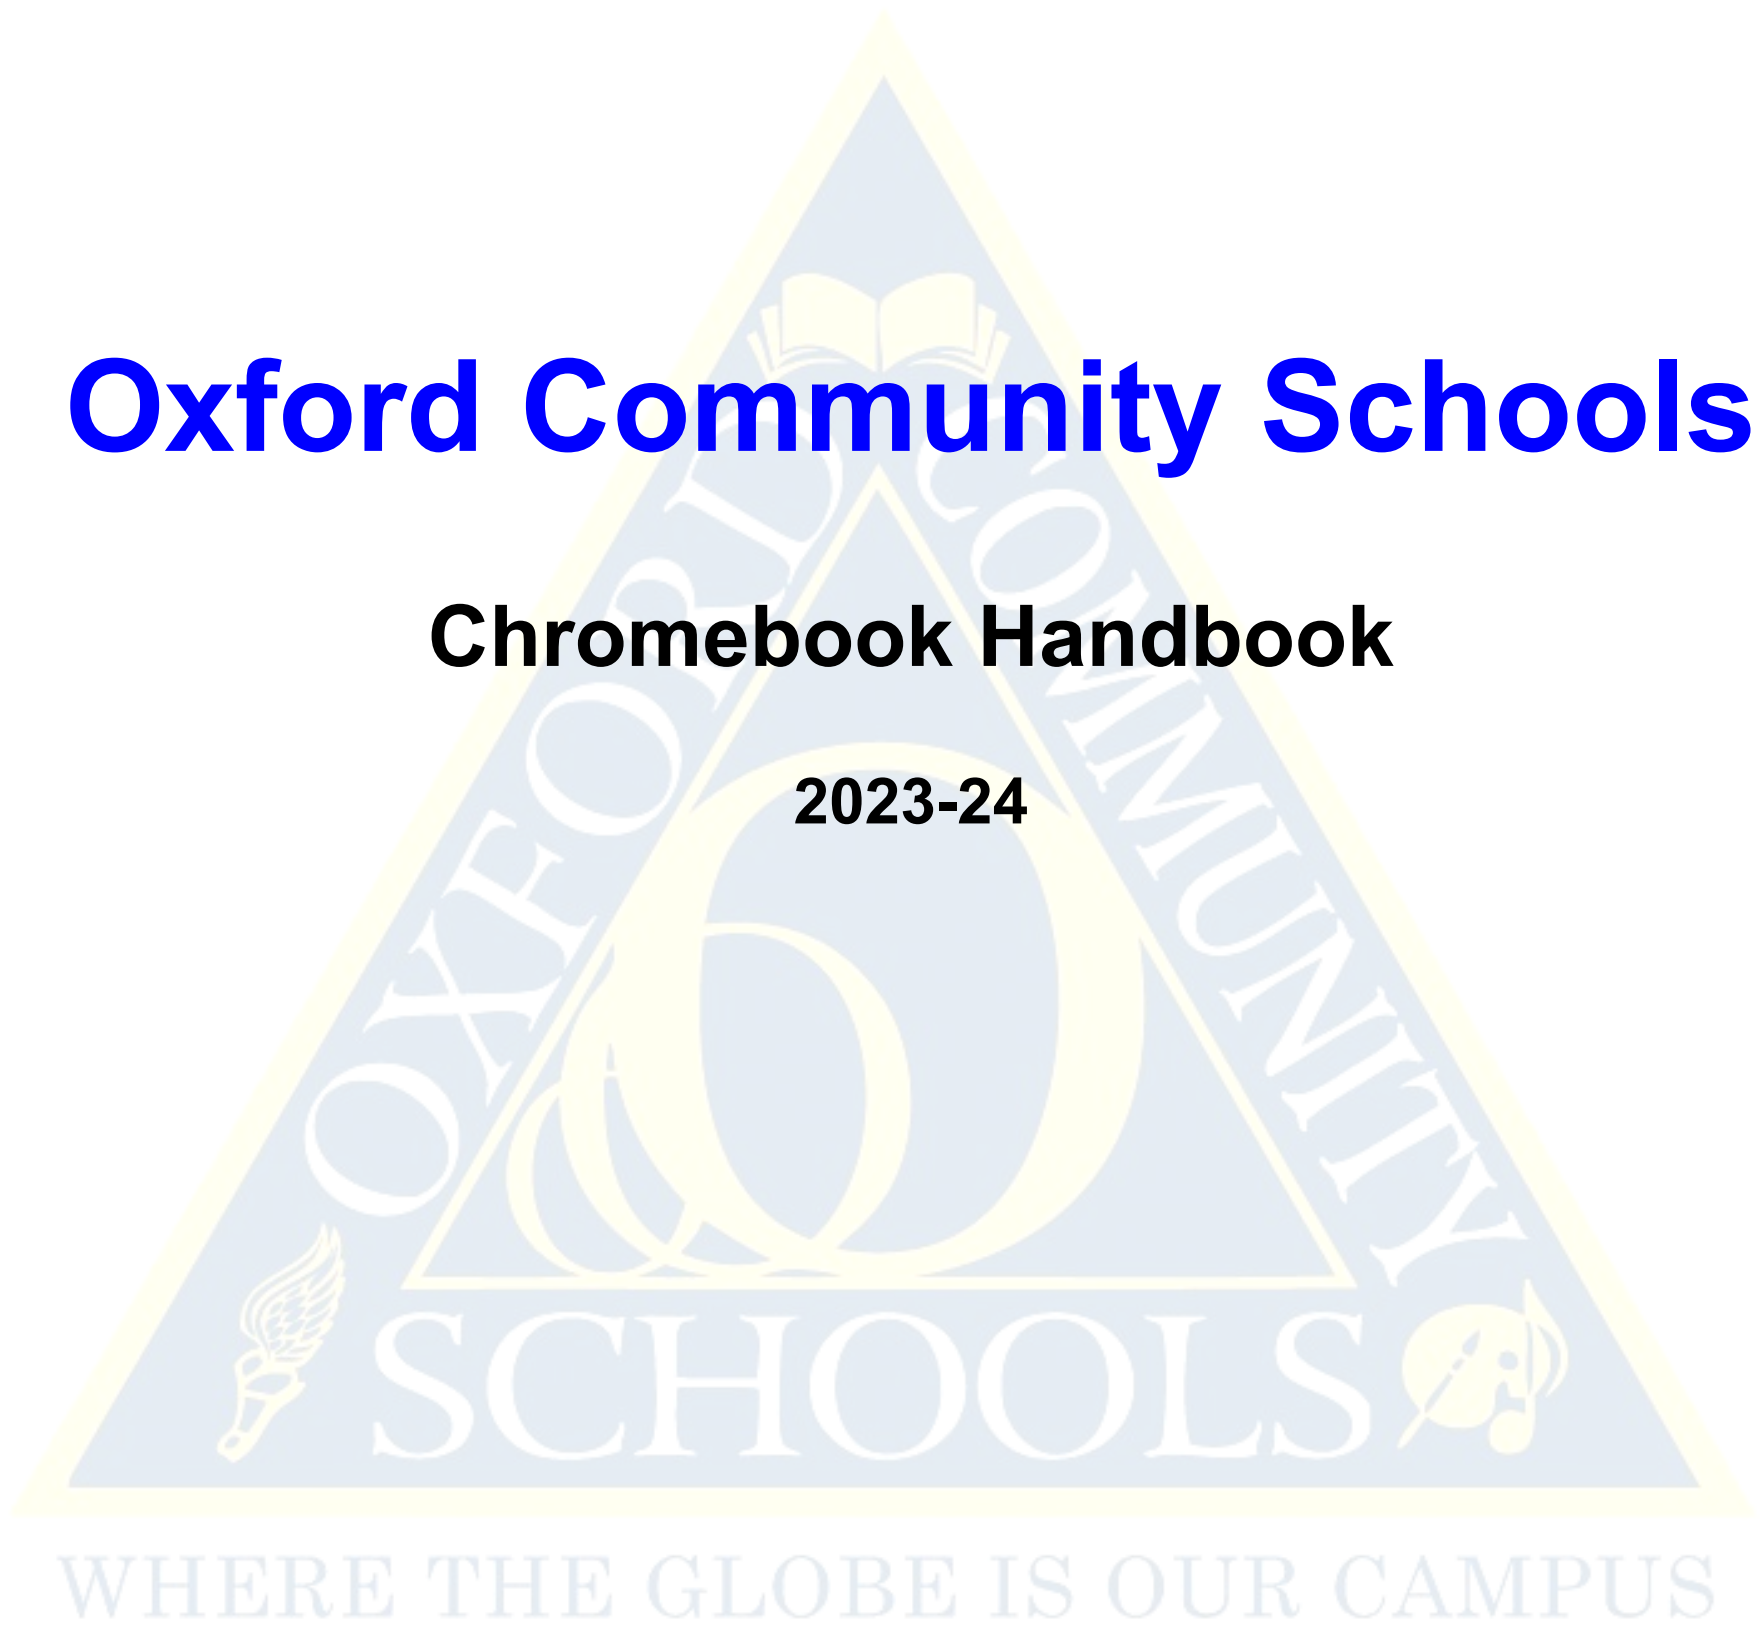 Oxford Community Schools
Chromebook Handbook
2023-24
OXFORD COMMUNITY
SCHOOLS
WHERE THE GLOBE IS OUR CAMPUS